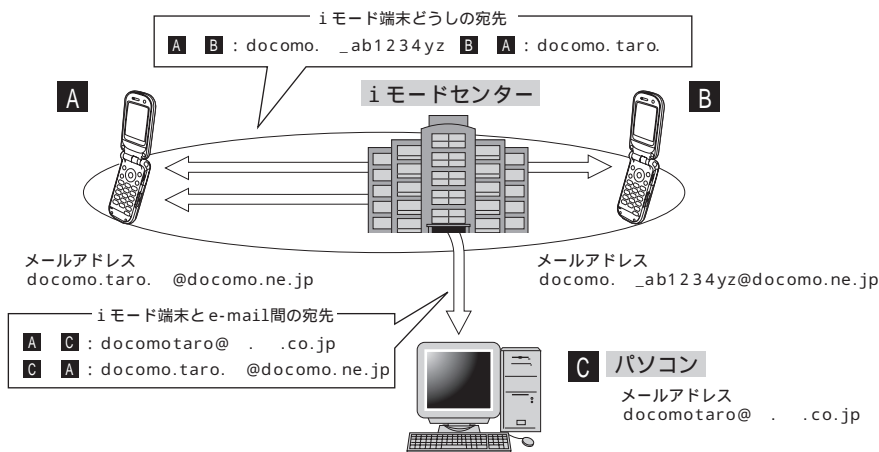 iモード端末どうしの宛先
A B：docomo. _ab1234yz B A：docomo.taro.
A
iモードセンター
B
メールアドレス
docomo.taro. @docomo.ne.jp
メールアドレス
docomo. _ab1234yz@docomo.ne.jp
iモード端末とe-mail間の宛先
A C：docomotaro@ . .co.jp
C A：docomo.taro. @docomo.ne.jp
C パソコン
メールアドレス
docomotaro@ . .co.jp